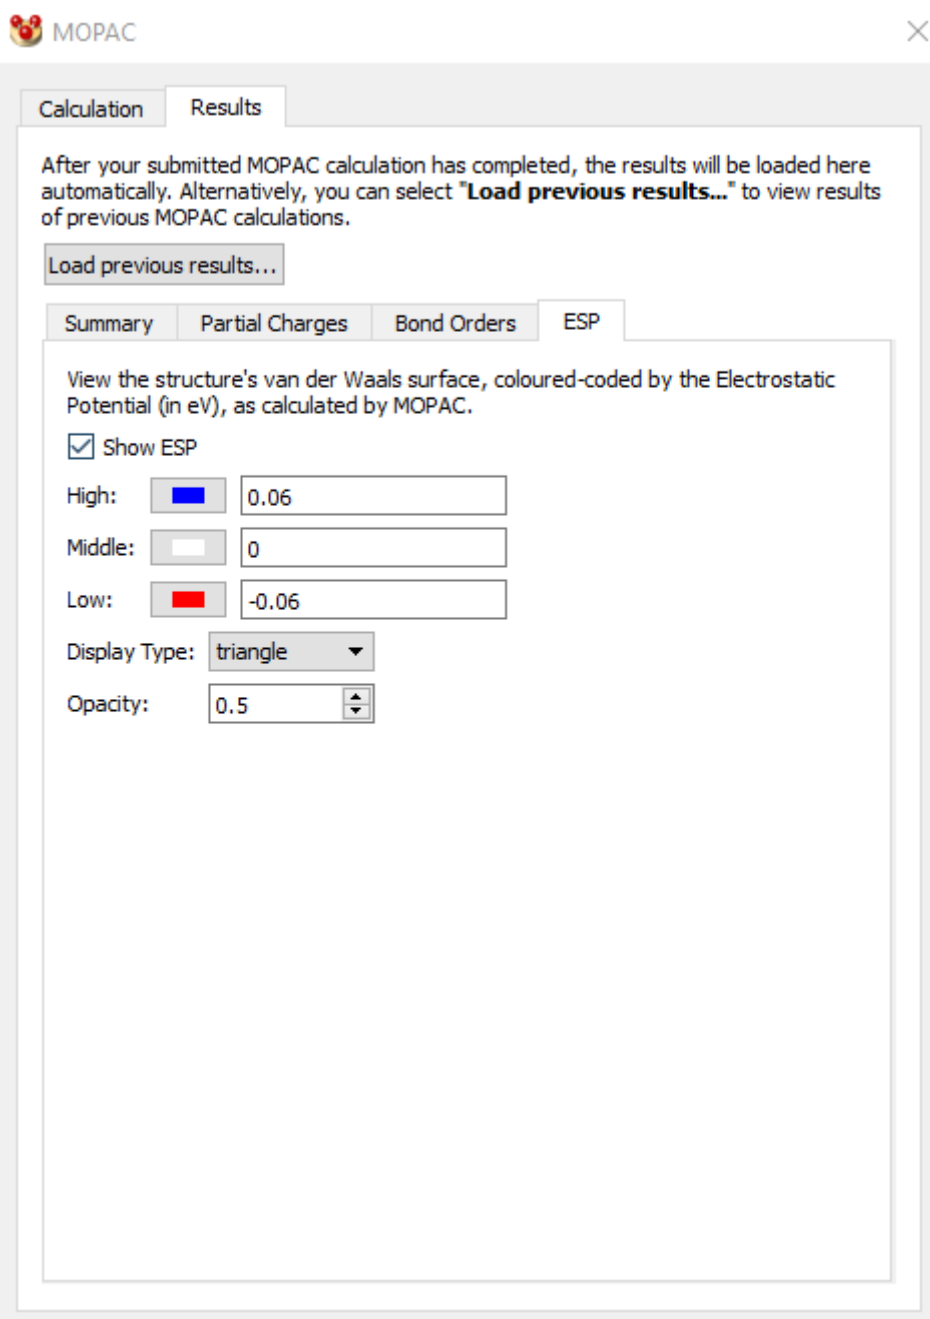 MOPAC
Calculation Results
After your submitted MOPAC calculation has completed, the results will be loaded here
automatically. Alternatively, you can select "Load previous results..." to view results
of previous MOPAC calculations.
Load previous results...
Summary Partial Charges Bond Orders ESP
View the structure's van der Waals surface, coloured-coded by the Electrostatic
Potential (in eV), as calculated by MOPAC.
Show ESP
High: 0.06
Middle: 0
Low: -0.06
Display Type: triangle
Opacity: 0.5